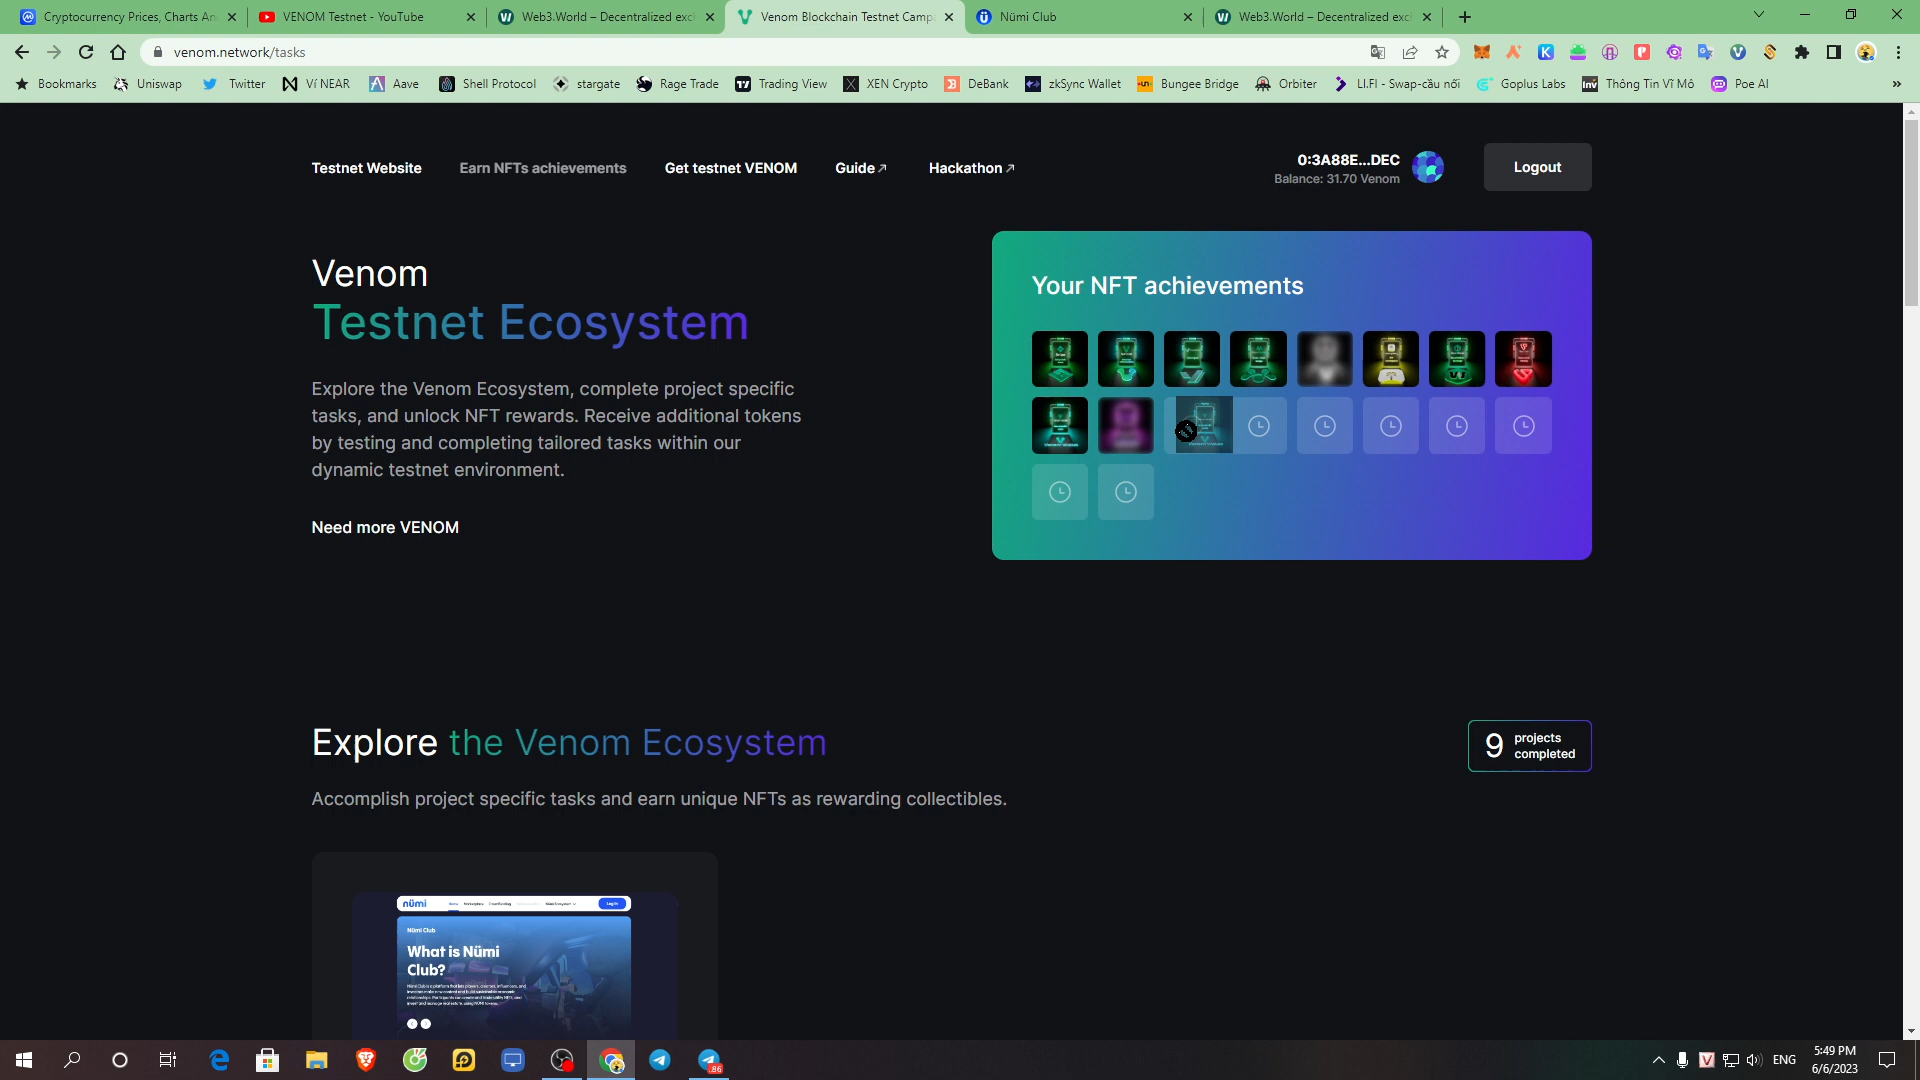 Cryptocurrency Prices, Charts An
VENOM Testnet - YouTube
Web3.World – Decentralized exc
Venom Blockchain Testnet Camp
Nümi Club
Web3.World – Decentralized exc
venom.network/tasks
Bookmarks
Uniswap
Twitter
Ví NEAR
Aave
Shell Protocol
stargate
Rage Trade
Trading View
XEN Crypto
DeBank
zkSync Wallet
Bungee Bridge
Orbiter
LI.FI - Swap-cầu nối
Goplus Labs
Thông Tin Vĩ Mô
Poe AI
Testnet Website
Earn NFTs achievements
Get testnet VENOM
Guide
Hackathon
0:3A88E...DEC
Balance: 31.70 Venom
Logout
Venom
Testnet Ecosystem
Explore the Venom Ecosystem, complete project specific
tasks, and unlock NFT rewards. Receive additional tokens
by testing and completing tailored tasks within our
dynamic testnet environment.
Need more VENOM
Your NFT achievements
Explore the Venom Ecosystem
9 projects
completed
Accomplish project specific tasks and earn unique NFTs as rewarding collectibles.
nümi
Log In
Nümi Club
What is Nümi
Club?
ENG
5:49 PM
6/6/2023
86